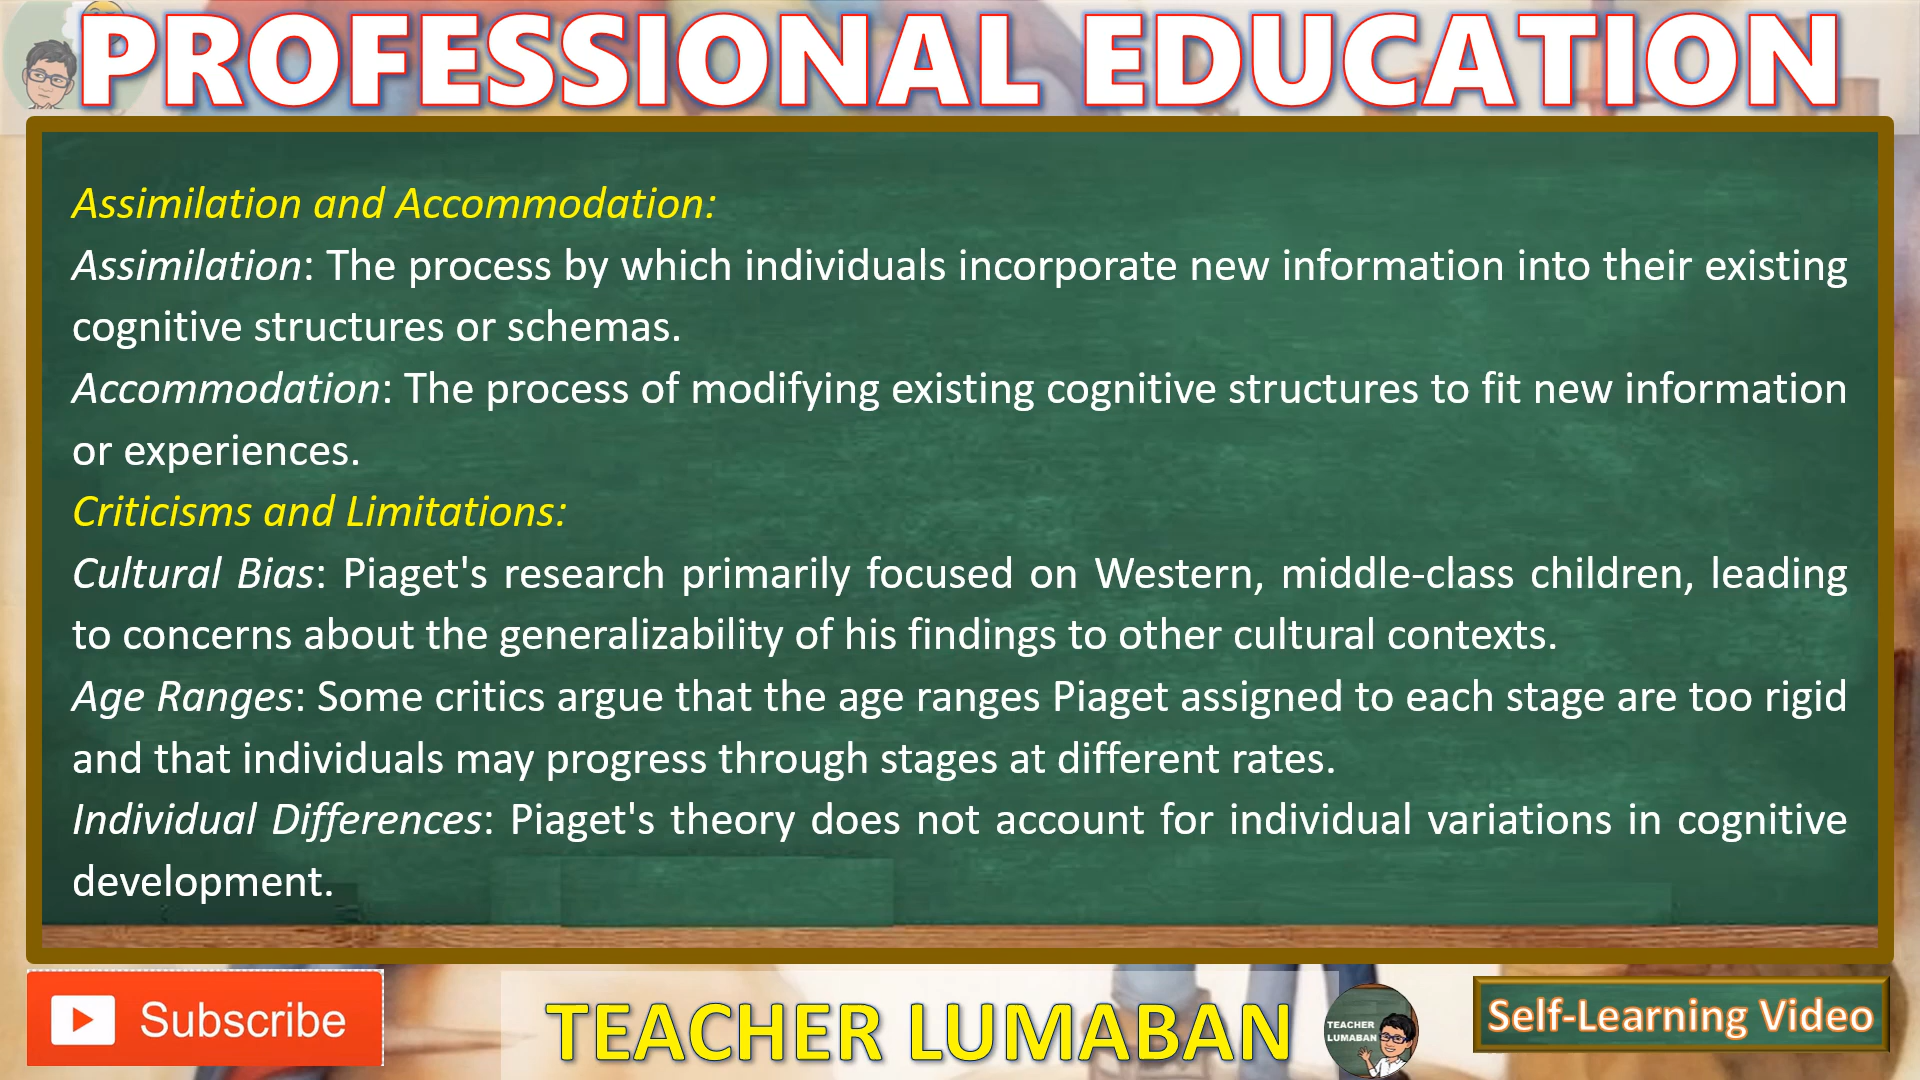 PROFESSIONAL EDUCATION
Assimilation and Accommodation:
Assimilation: The process by which individuals incorporate new information into their existing
cognitive structures or schemas.
Accommodation: The process of modifying existing cognitive structures to fit new information
or experiences.
Criticisms and Limitations:
Cultural Bias: Piaget's research primarily focused on Western, middle-class children, leading
to concerns about the generalizability of his findings to other cultural contexts.
Age Ranges: Some critics argue that the age ranges Piaget assigned to each stage are too rigid
and that individuals may progress through stages at different rates.
Individual Differences: Piaget's theory does not account for individual variations in cognitive
development.
Subscribe
TEACHER LUMABAN
TEACHER
LUMABAN
Self-Learning Video